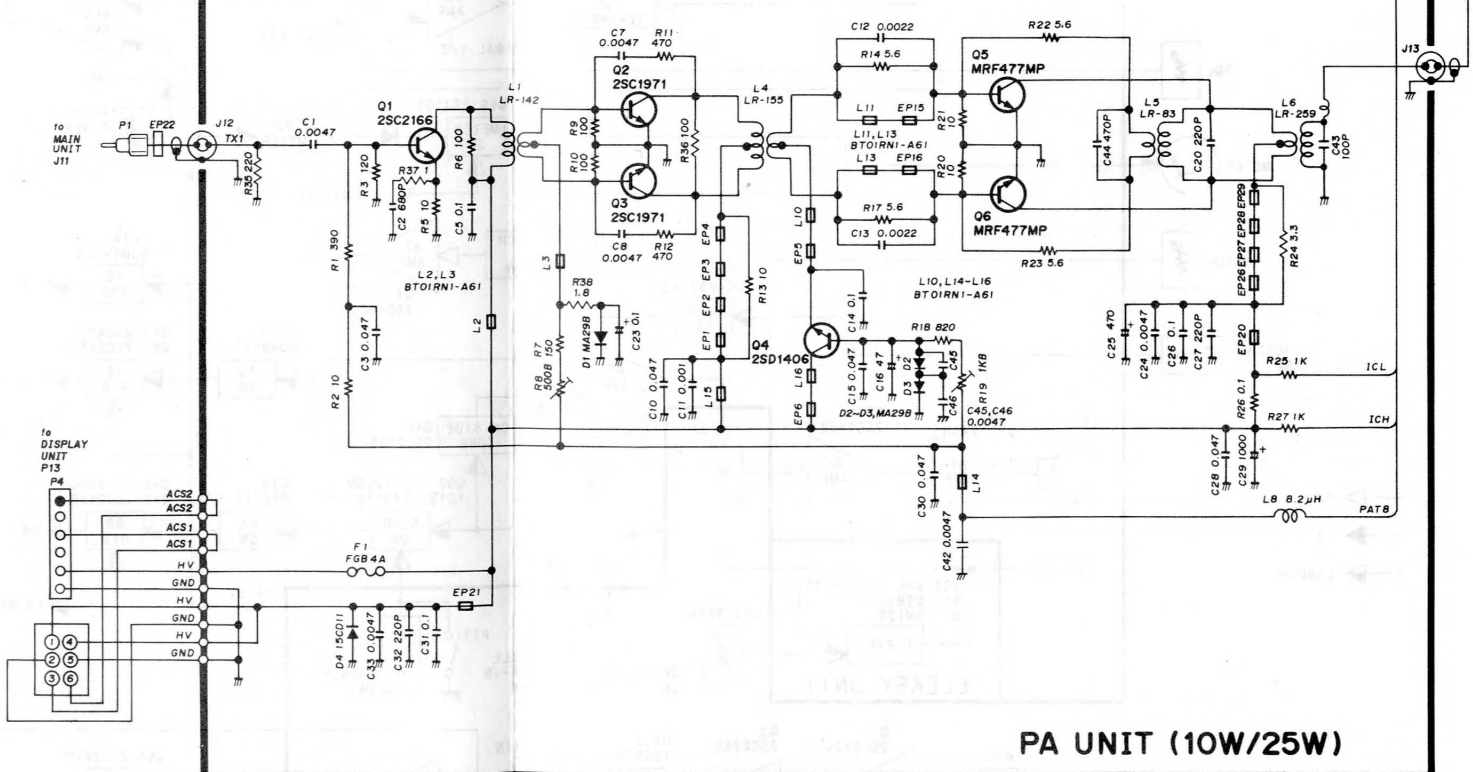 to
MAIN
UNIT
J11
P1
EP22
J12
TX1
R35 220
C1
0.0047
Q1
2SC2166
R3 120
R37 1
C2 680P
R5 10
R6 100
C5 0.1
R1 390
C3 0.047
R2 10
L2, L3
BT01RN1-A61
L2
L1
LR-142
C7
0.0047
R11
470
Q2
2SC1971
R9
100
R10
100
R36 100
Q3
2SC1971
C8
0.0047
R12
470
L3
R38
1.8
D1 MA29B
C23 0.1
R7
150
R8
500B
L4
LR-155
EP4
EP3
EP2
EP1
R13 10
C10 0.047
C11 0.001
L15
C12 0.0022
R14 5.6
L11
EP15
L11, L13
BT01RN1-A61
L13
EP16
R17 5.6
C13 0.0022
L10
EP5
C14 0.1
Q4
2SD1406
L16
EP6
C15 0.047
C16 47
D2
D3
C45
C46
R18 820
R19 1KB
D2~D3, MA29B
C45, C46
0.0047
L10, L14~L16
BT01RN1-A61
R22 5.6
Q5
MRF477MP
R21
10
R20
10
Q6
MRF477MP
R23 5.6
C44 470P
L5
LR-83
C20 220P
L6
LR-259
C43
100P
J13
EP29
EP28
EP27
EP26
R24 3.3
C25 470
C24 0.0047
C26 0.1
C27 220P
EP20
R25 1K
ICL
R26 0.1
R27 1K
ICH
C28 0.047
C29 1000
C30 0.047
L14
C42 0.0047
L8 8.2μH
PAT8
to
DISPLAY
UNIT
P13
P4
ACS2
ACS2
ACS1
ACS1
HV
GND
HV
GND
HV
GND
F1
FGB 4A
EP21
D4 15CD11
C33 0.0047
C32 220P
C31 0.1
1 4
2 5
3 6
PA UNIT (10W/25W)